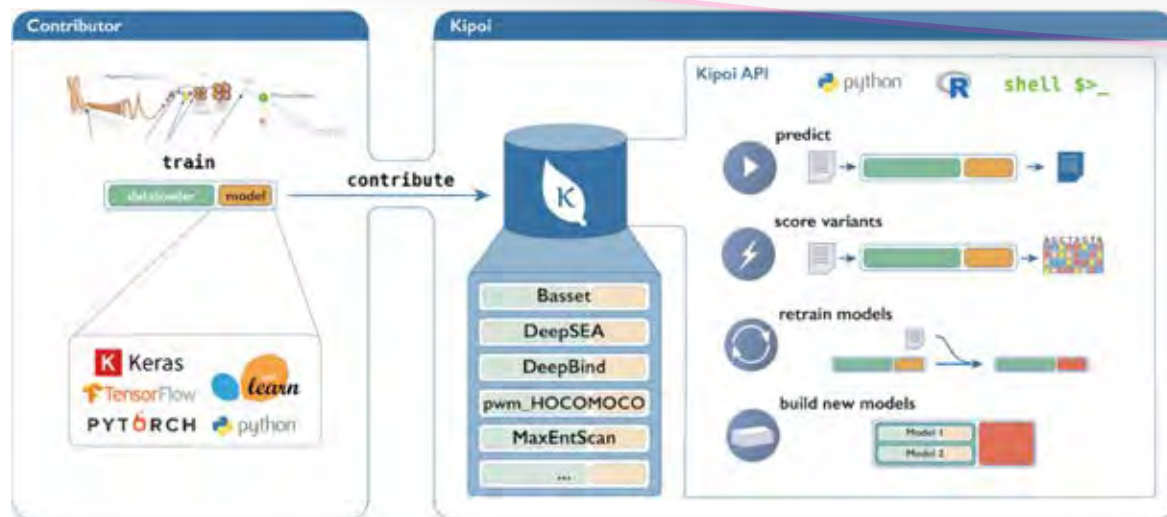 Contributor
train
dataloader model
contribute
K Keras
TensorFlow
learn
PYTORCH
python
Kipoi
K
Basset
DeepSEA
DeepBind
pwm_HOCOMOCO
MaxEntScan
...
Kipoi API
python
R
shell $>_
predict
score variants
retrain models
build new models
Model 1
Model 2